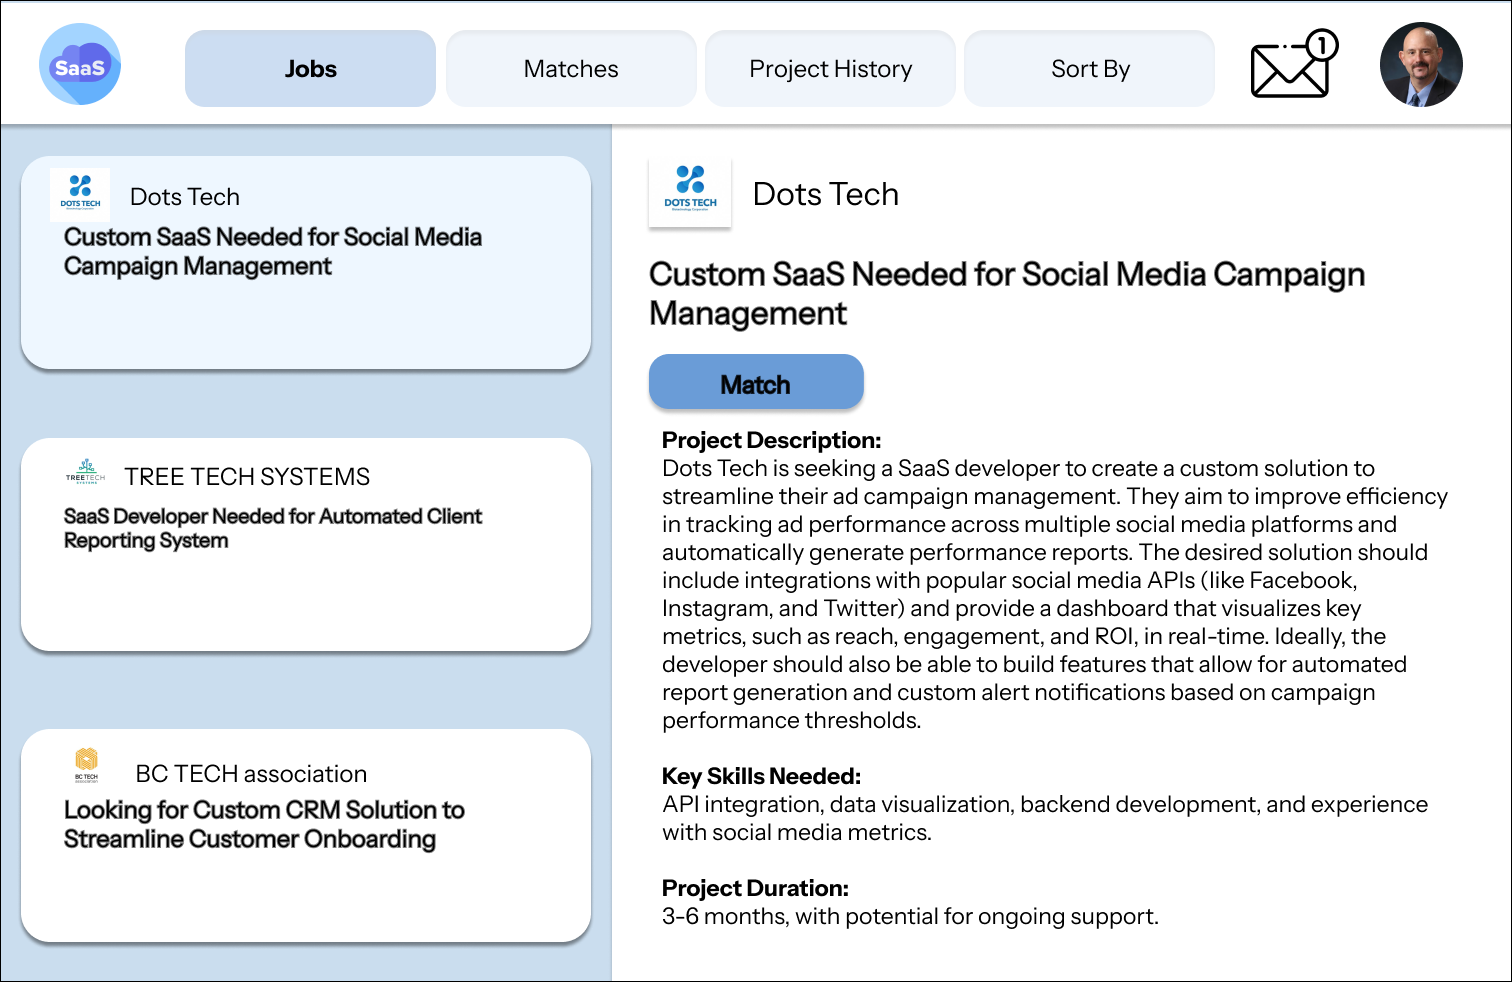 SaaS
Jobs
Matches
Project History
Sort By
1
DOTS TECH
Dots Tech
Custom SaaS Needed for Social Media
Campaign Management
TREETECH
SYSTEMS
TREE TECH SYSTEMS
SaaS Developer Needed for Automated Client
Reporting System
BC TECH
association
BC TECH association
Looking for Custom CRM Solution to
Streamline Customer Onboarding
DOTS TECH
Biotechnology Corporation
Dots Tech
Custom SaaS Needed for Social Media Campaign
Management
Match
Project Description:
Dots Tech is seeking a SaaS developer to create a custom solution to
streamline their ad campaign management. They aim to improve efficiency
in tracking ad performance across multiple social media platforms and
automatically generate performance reports. The desired solution should
include integrations with popular social media APIs (like Facebook,
Instagram, and Twitter) and provide a dashboard that visualizes key
metrics, such as reach, engagement, and ROI, in real-time. Ideally, the
developer should also be able to build features that allow for automated
report generation and custom alert notifications based on campaign
performance thresholds.
Key Skills Needed:
API integration, data visualization, backend development, and experience
with social media metrics.
Project Duration:
3-6 months, with potential for ongoing support.